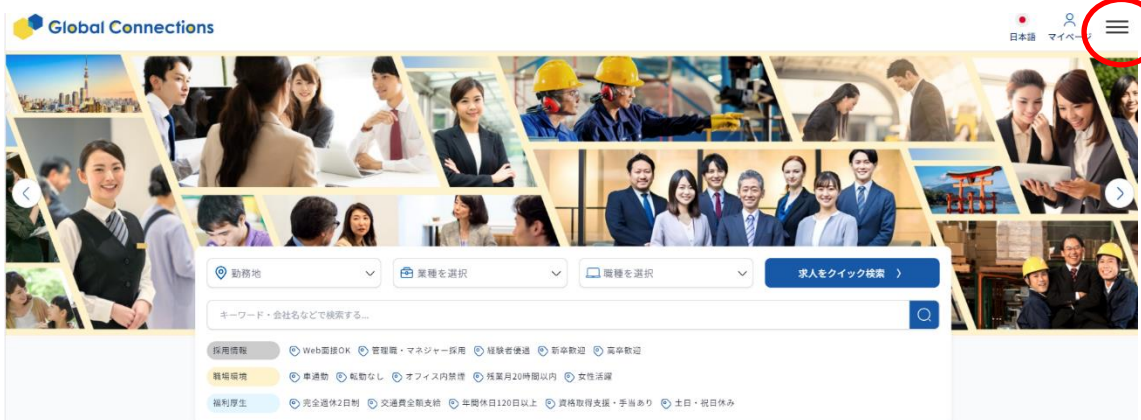 Global Connections
日本語 マイページ
勤務地 業種を選択 職種を選択 求人をクイック検索
キーワード・会社名などで検索する...
採用情報 Web面接OK 管理職・マネジャー採用 経験者優遇 新卒歓迎 高卒歓迎
職場環境 車通勤 転勤なし オフィス内禁煙 残業月20時間以内 女性活躍
福利厚生 完全週休2日制 交通費全額支給 年間休日120日以上 資格取得支援・手当あり 土日・祝日休み